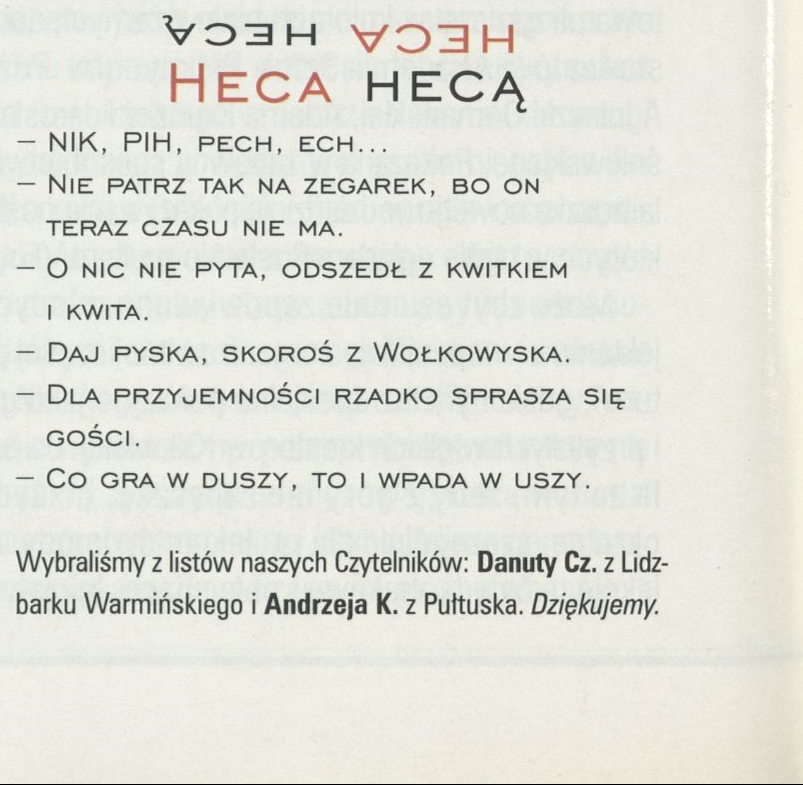 HECA HECĄ
HECA HECĄ
– NIK, PIH, PECH, ECH...
– NIE PATRZ TAK NA ZEGAREK, BO ON
TERAZ CZASU NIE MA.
– O NIC NIE PYTA, ODSZEDŁ Z KWITKIEM
I KWITA.
– DAJ PYSKA, SKOROŚ Z WOŁKOWYSKA.
– DLA PRZYJEMNOŚCI RZADKO SPRASZA SIĘ
GOŚCI.
– CO GRA W DUSZY, TO I WPADA W USZY.
Wybraliśmy z listów naszych Czytelników: Danuty Cz. z Lidz-
barku Warmińskiego i Andrzeja K. z Pułtuska. Dziękujemy.